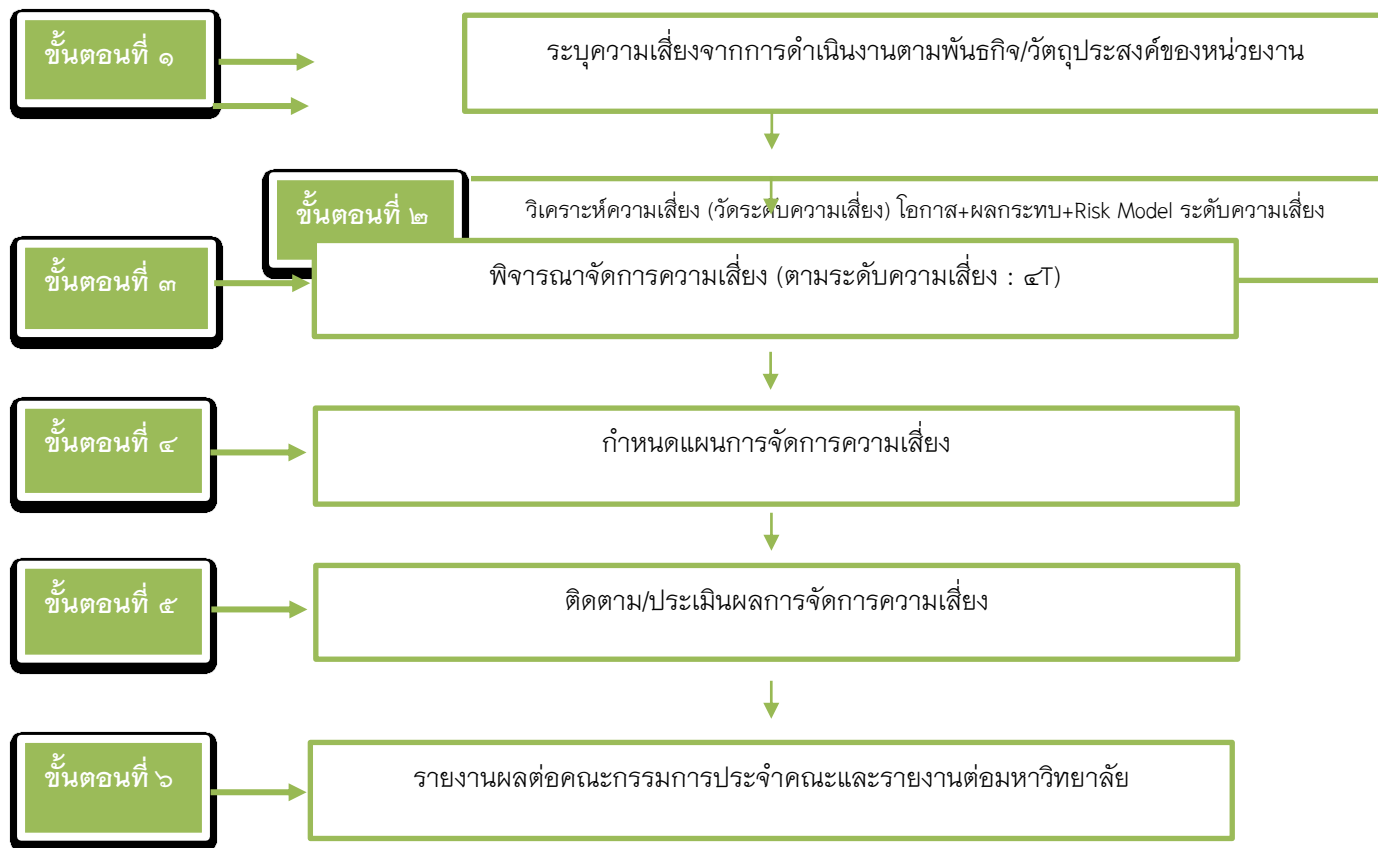 ขั้นตอนที่ ๑
ระบุความเสี่ยงจากการดำเนินงานตามพันธกิจ/วัตถุประสงค์ของหน่วยงาน
ขั้นตอนที่ ๒
วิเคราะห์ความเสี่ยง (วัดระดับความเสี่ยง) โอกาส+ผลกระทบ+Risk Model ระดับความเสี่ยง
ขั้นตอนที่ ๓
พิจารณาจัดการความเสี่ยง (ตามระดับความเสี่ยง : ๔T)
ขั้นตอนที่ ๔
กำหนดแผนการจัดการความเสี่ยง
ขั้นตอนที่ ๕
ติดตาม/ประเมินผลการจัดการความเสี่ยง
ขั้นตอนที่ ๖
รายงานผลต่อคณะกรรมการประจำคณะและรายงานต่อมหาวิทยาลัย